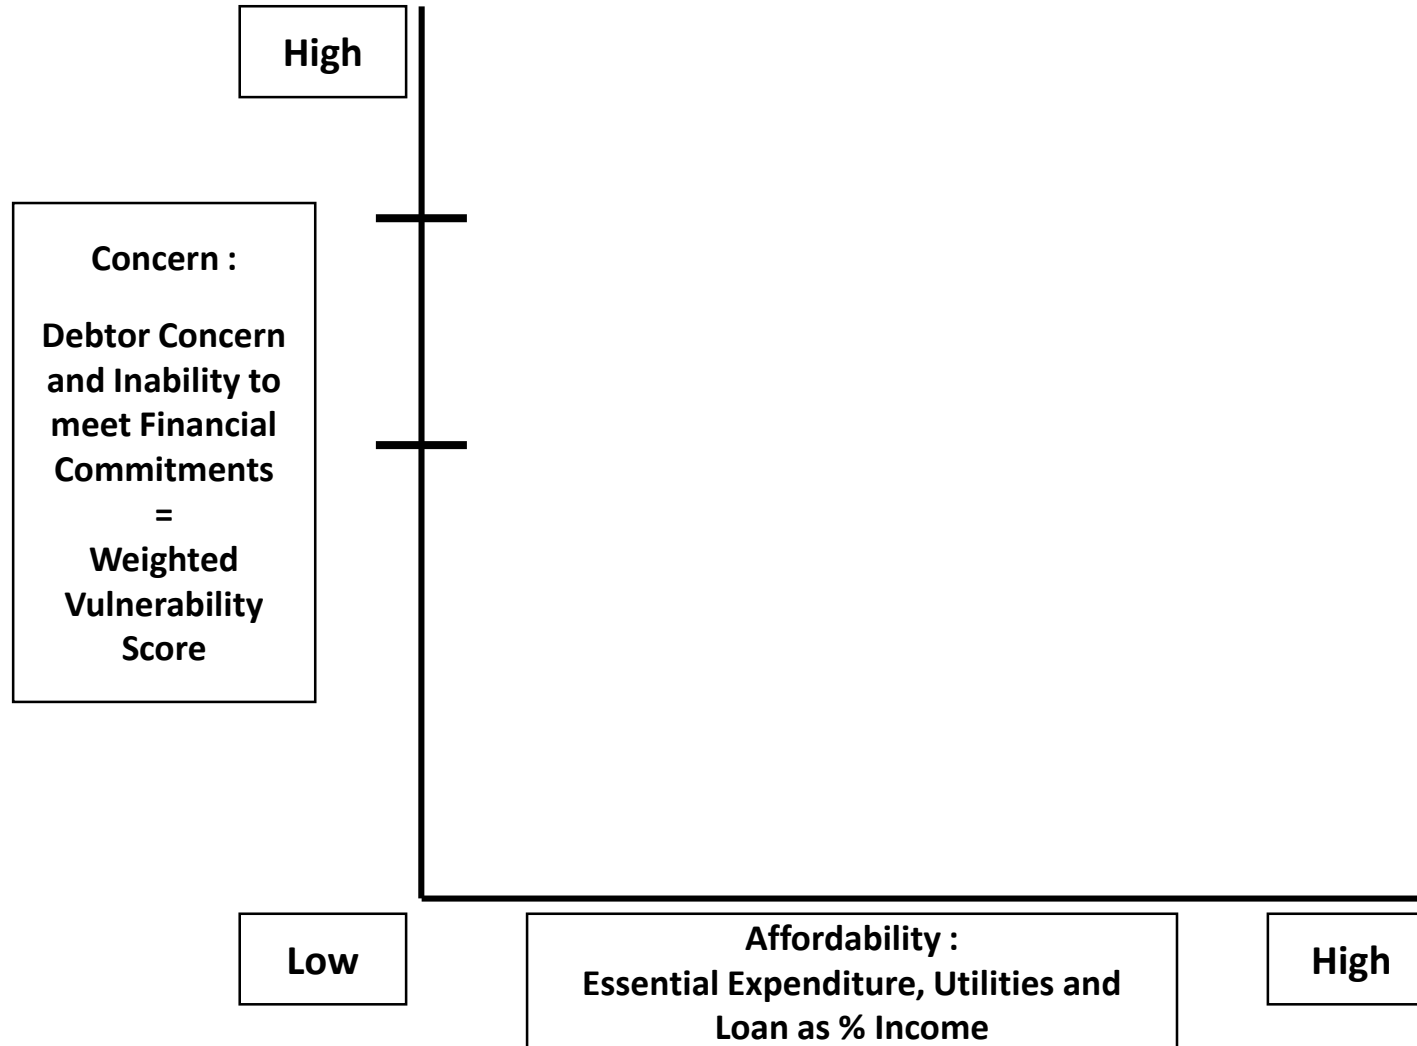 High
Concern :
Debtor Concern
and Inability to
meet Financial
Commitments
=
Weighted
Vulnerability
Score
Low
Affordability :
Essential Expenditure, Utilities and
Loan as % Income
High